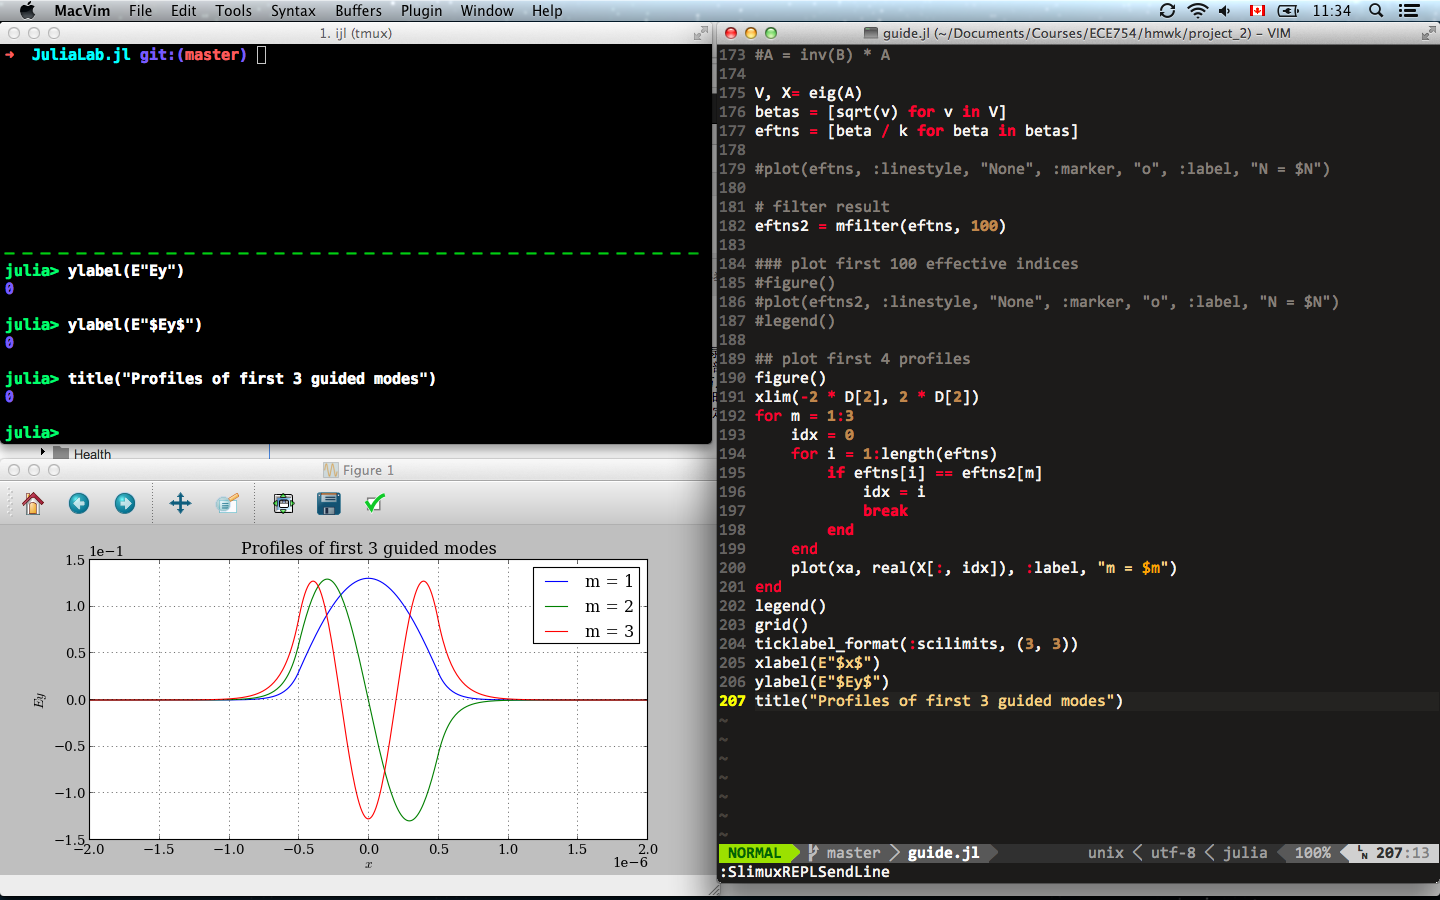 MacVim File Edit Tools Syntax Buffers Plugin Window Help 11:34
1. ijl (tmux)
➜ JuliaLab.jl git:(master)
julia> ylabel(E"Ey")
0
julia> ylabel(E"$Ey$")
0
julia> title("Profiles of first 3 guided modes")
0
julia>
Health
Figure 1
Profiles of first 3 guided modes
1e−1
1.5
1.0
0.5
0.0
−0.5
−1.0
−1.5
Ey
m = 1
m = 2
m = 3
−2.0 −1.5 −1.0 −0.5 0.0 0.5 1.0 1.5 2.0
x
1e−6
guide.jl (~/Documents/Courses/ECE754/hmwk/project_2) – VIM
173 #A = inv(B) * A
174
175 V, X= eig(A)
176 betas = [sqrt(v) for v in V]
177 eftns = [beta / k for beta in betas]
178
179 #plot(eftns, :linestyle, "None", :marker, "o", :label, "N = $N")
180
181 # filter result
182 eftns2 = mfilter(eftns, 100)
183
184 ### plot first 100 effective indices
185 #figure()
186 #plot(eftns2, :linestyle, "None", :marker, "o", :label, "N = $N")
187 #legend()
188
189 ## plot first 4 profiles
190 figure()
191 xlim(-2 * D[2], 2 * D[2])
192 for m = 1:3
193     idx = 0
194     for i = 1:length(eftns)
195         if eftns[i] == eftns2[m]
196             idx = i
197             break
198         end
199     end
200     plot(xa, real(X[:, idx]), :label, "m = $m")
201 end
202 legend()
203 grid()
204 ticklabel_format(:scilimits, (3, 3))
205 xlabel(E"$x$")
206 ylabel(E"$Ey$")
207 title("Profiles of first 3 guided modes")
~
~
~
~
~
~
~
NORMAL master guide.jl unix utf-8 julia 100% LN 207:13
:SlimuxREPLSendLine